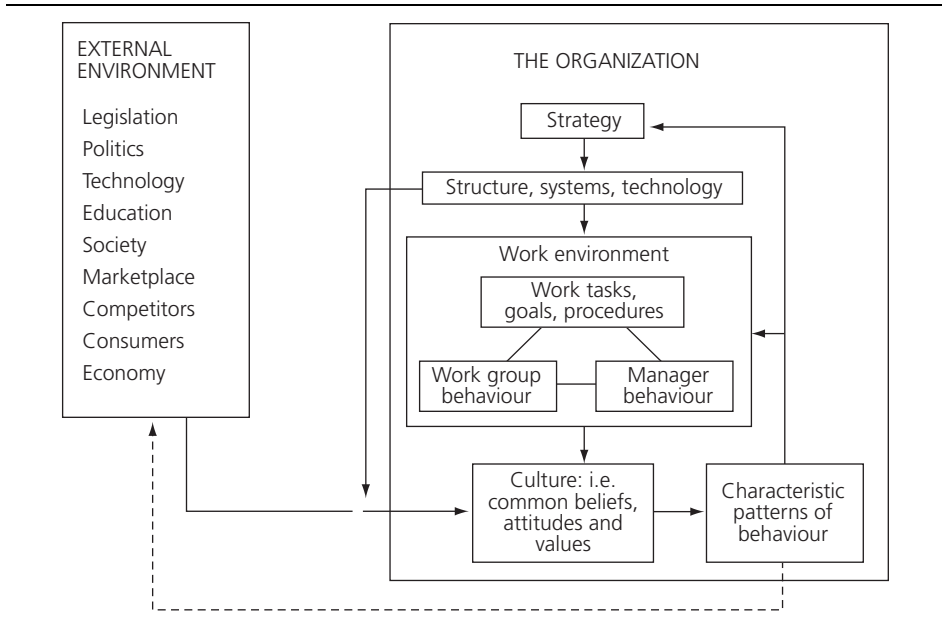 EXTERNAL
ENVIRONMENT
Legislation
Politics
Technology
Education
Society
Marketplace
Competitors
Consumers
Economy
THE ORGANIZATION
Strategy
Structure, systems, technology
Work environment
Work tasks,
goals, procedures
Work group
behaviour
Manager
behaviour
Culture: i.e.
common beliefs,
attitudes and
values
Characteristic
patterns of
behaviour